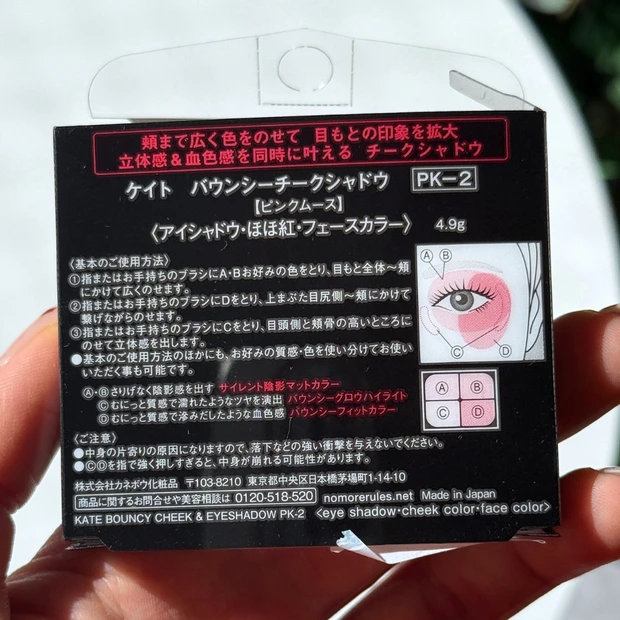 頬まで広く色をのせて 目もとの印象を拡大
立体感&血色感を同時に叶える チークシャドウ
ケイト バウンシーチークシャドウ PK-2
【ピンクムース】
〈アイシャドウ・ほほ紅・フェースカラー〉 4.9g
〈基本のご使用方法〉
①指またはお手持ちのブラシにA・Bお好みの色をとり、目もと全体~頬
にかけて広くのせます。
②指またはお手持ちのブラシにDをとり、上まぶた目尻側~頬にかけて
繋げながらのせます。
③指またはお手持ちのブラシにCをとり、目頭側と頬骨の高いところに
のせて立体感を出します。
●基本のご使用方法のほかにも、お好みの質感・色を使い分けてお使い
いただく事も可能です。
Ⓐ Ⓑ
Ⓒ Ⓓ
Ⓐ・Ⓑさりげなく陰影感を出す サイレント陰影マットカラー
Ⓒむにっと質感で濡れたようなツヤを演出 バウンシーグロウハイライト
Ⓓむにっと質感で滲みだしたような血色感 バウンシーフィットカラー
Ⓐ Ⓑ
Ⓒ Ⓓ
〈ご注意〉
●中身の片寄りの原因になりますので、落下などの強い衝撃を与えないでください。
●ⒸⒹを指で強く押しすぎると、中身が崩れる可能性があります。
株式会社カネボウ化粧品 〒103-8210 東京都中央区日本橋茅場町1-14-10
商品に関するお問合せや美容相談は 0120-518-520 nomorerules.net Made in Japan
KATE BOUNCY CHEEK & EYESHADOW PK-2 <eye shadow·cheek color·face color>